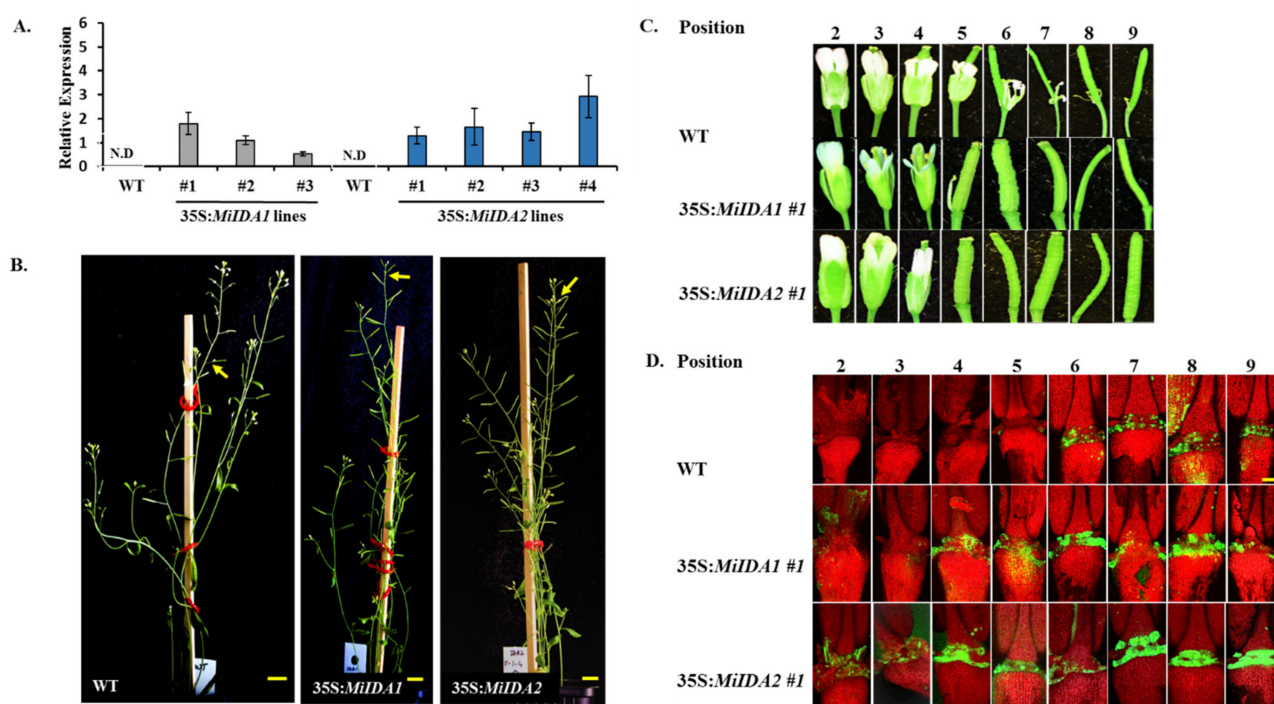 A.
Relative Expression
6
5
4
3
2
1
0
N.D
N.D
WT #1 #2 #3 WT #1 #2 #3 #4
35S:MiIDA1 lines 35S:MiIDA2 lines
B.
WT
35S:MiIDA1
35S:MiIDA2
C. Position 2 3 4 5 6 7 8 9
WT
35S:MiIDA1 #1
35S:MiIDA2 #1
D. Position 2 3 4 5 6 7 8 9
WT
35S:MiIDA1 #1
35S:MiIDA2 #1